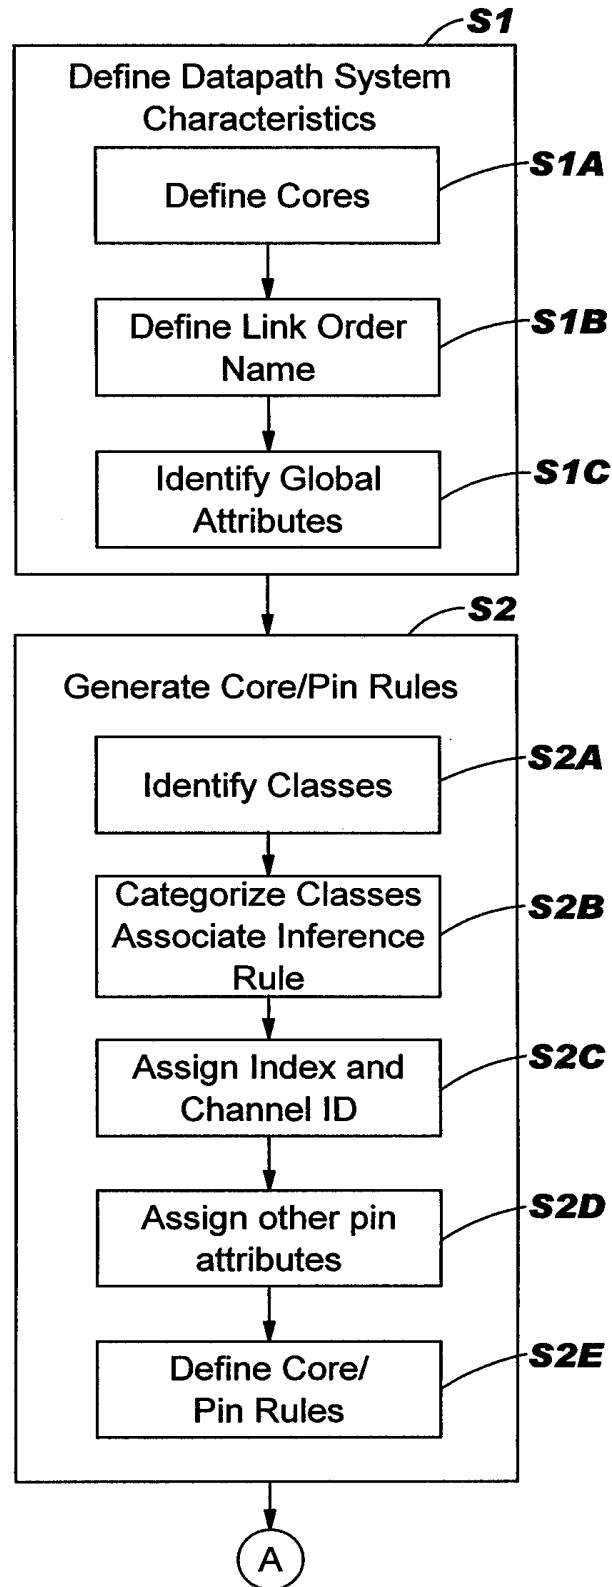 S1
Define Datapath System
Characteristics
S1A
Define Cores
S1B
Define Link Order
Name
S1C
Identify Global
Attributes
S2
Generate Core/Pin Rules
S2A
Identify Classes
S2B
Categorize Classes
Associate Inference
Rule
S2C
Assign Index and
Channel ID
S2D
Assign other pin
attributes
S2E
Define Core/
Pin Rules
A